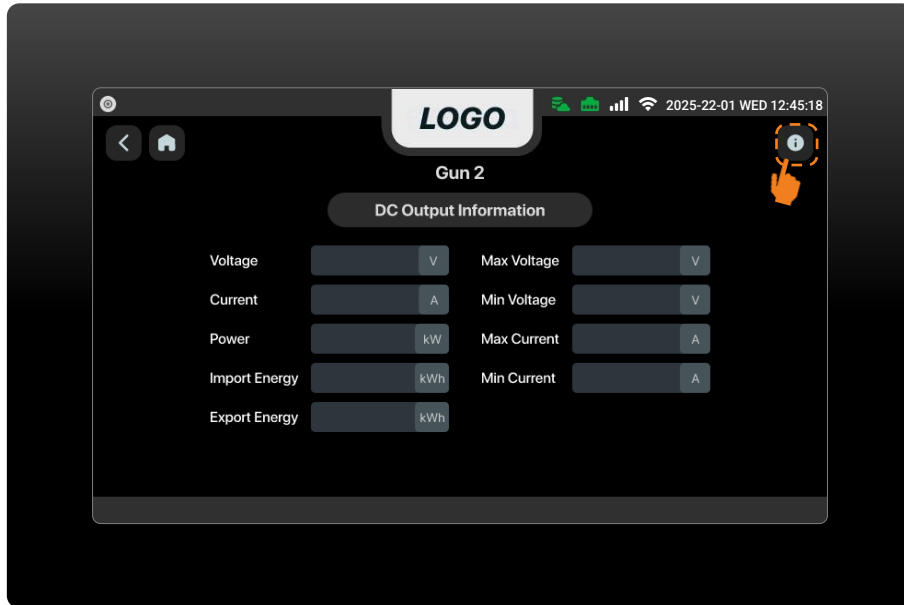 LOGO
2025-22-01 WED 12:45:18
Gun 2
DC Output Information
Voltage V
Current A
Power kW
Import Energy kWh
Export Energy kWh
Max Voltage V
Min Voltage V
Max Current A
Min Current A